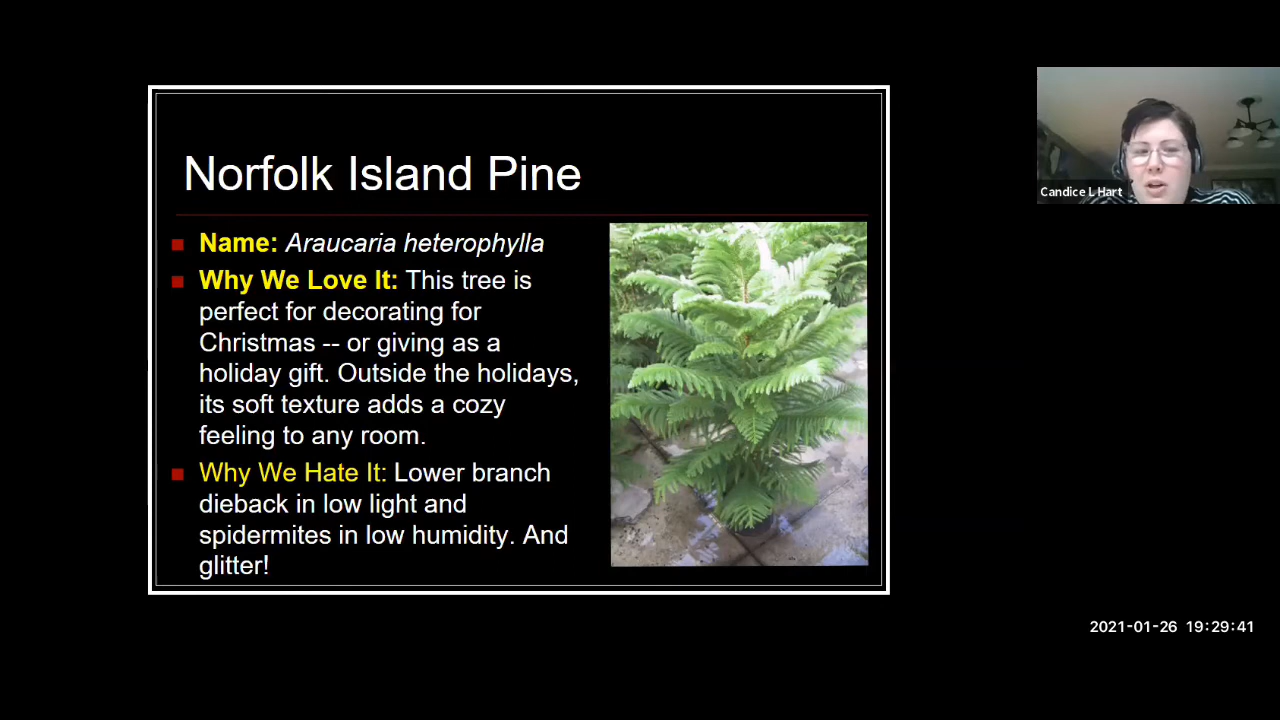 Norfolk Island Pine
Name: Araucaria heterophylla
Why We Love It: This tree is
perfect for decorating for
Christmas -- or giving as a
holiday gift. Outside the holidays,
its soft texture adds a cozy
feeling to any room.
Why We Hate It: Lower branch
dieback in low light and
spidermites in low humidity. And
glitter!
Candice L Hart
2021-01-26 19:29:41